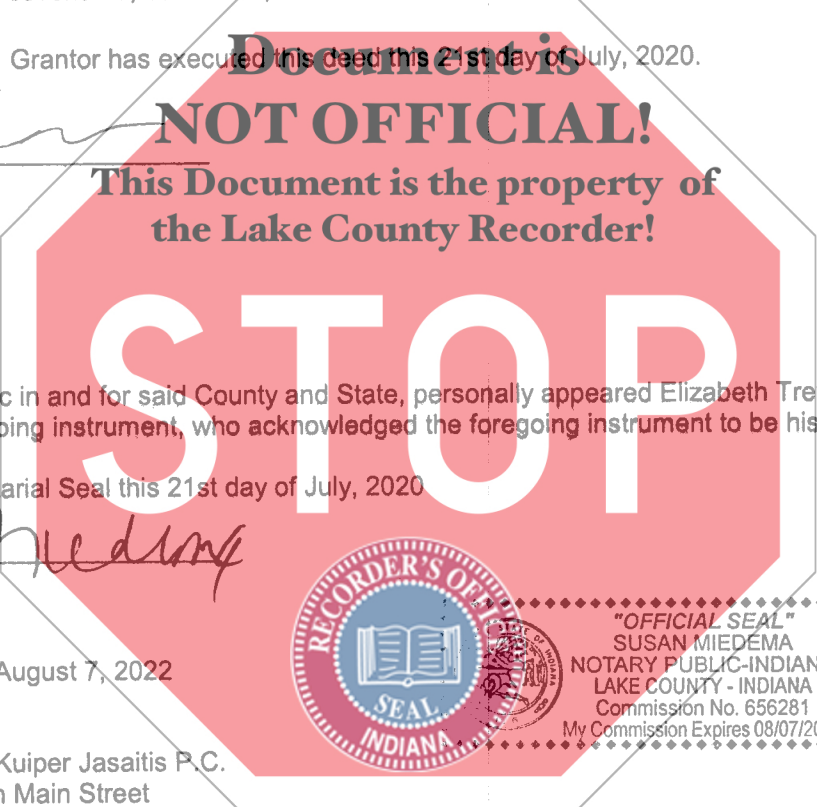 Grantor has executed this deed this 21st day of July, 2020.
Document is
NOT OFFICIAL!
This Document is the property of
the Lake County Recorder!
STOP
c in and for said County and State, personally appeared Elizabeth Tre
oing instrument, who acknowledged the foregoing instrument to be his
arial Seal this 21st day of July, 2020
RECORDER'S OFFIC
SEAL
INDIANA
"OFFICIAL SEAL"
SUSAN MIEDEMA
NOTARY PUBLIC-INDIAN
LAKE COUNTY - INDIANA
Commission No. 656281
My Commission Expires 08/07/20
August 7, 2022
Kuiper Jasaitis P.C.
Main Street